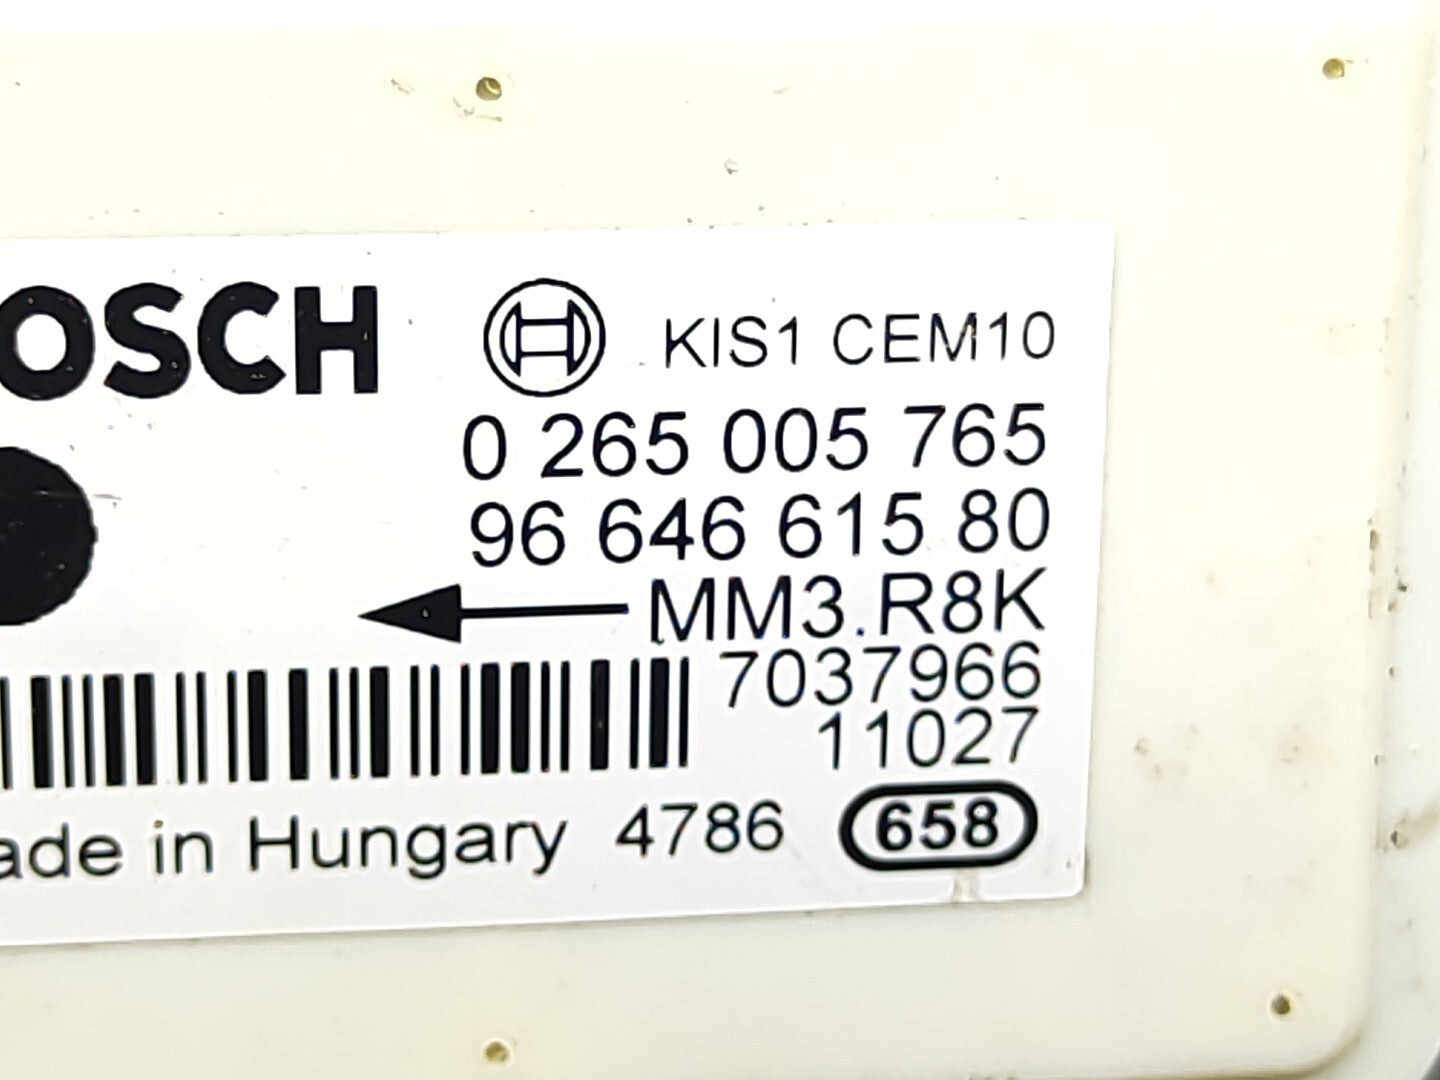 OSCH KIS1 CEM10
0 265 005 765
96 646 615 80
MM3.R8K
7037966
11027
ade in Hungary 4786 658